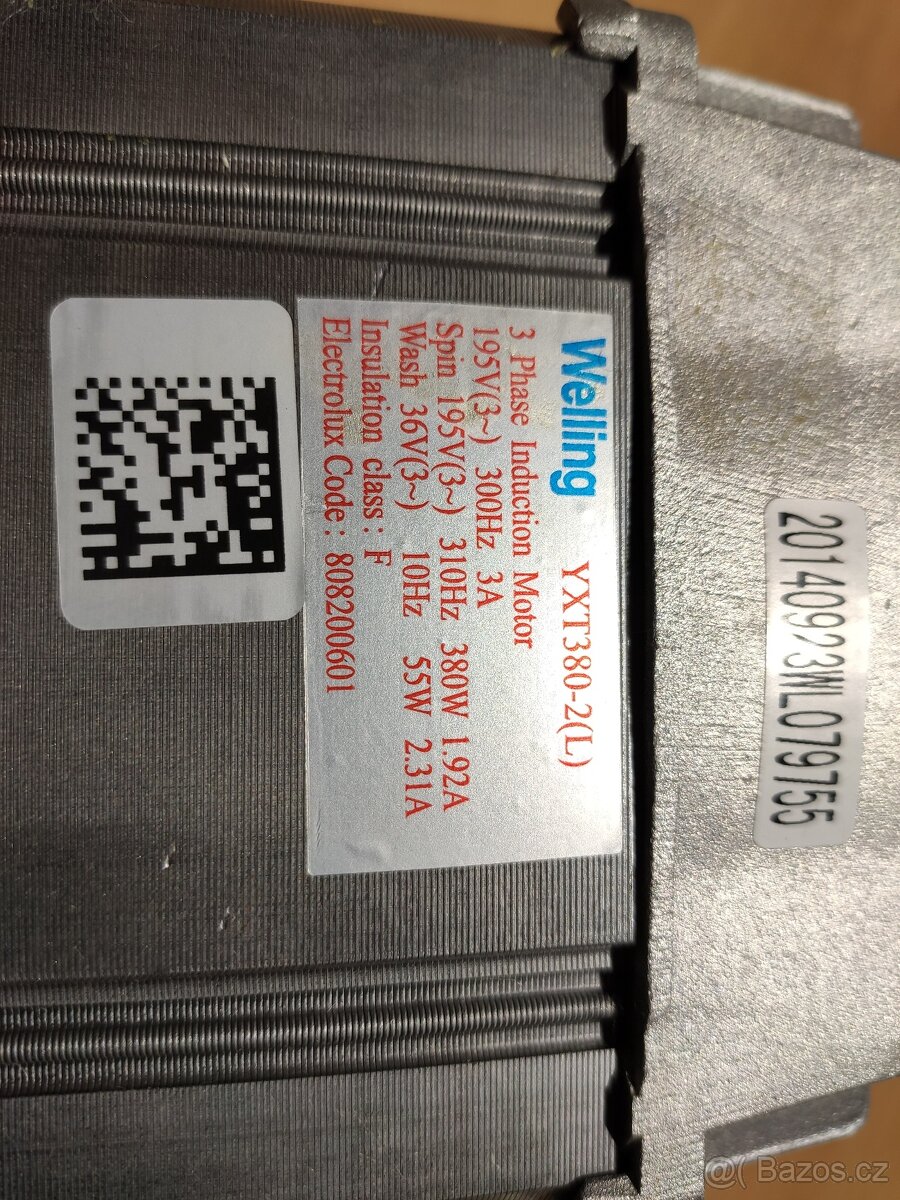 Welling YXT380-2(L)
3 Phase Induction Motor
195V(3~) 300Hz 3A
Spin 195V(3~) 310Hz 380W 1.92A
Wash 36V(3~) 10Hz 55W 2.31A
Insulation class: F
Electrolux Code: 808200601
20140923WL079755
@( Bazos.cz